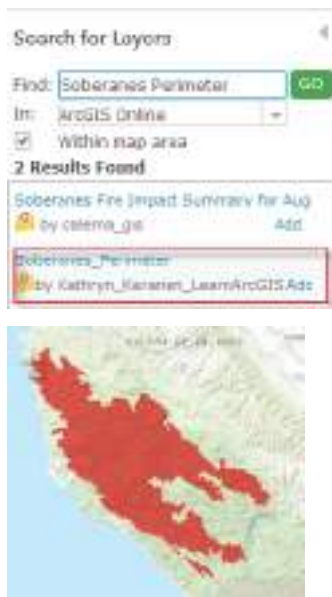 Search for Layers
Find: Soberanes Perimeter GO
In: ArcGIS Online
Within map area
2 Results Found
Soberanes Fire Impact Summary for Aug
by calema_gis Add
Soberanes_Perimeter
by Kathryn_Keranen_LearnArcGIS Add